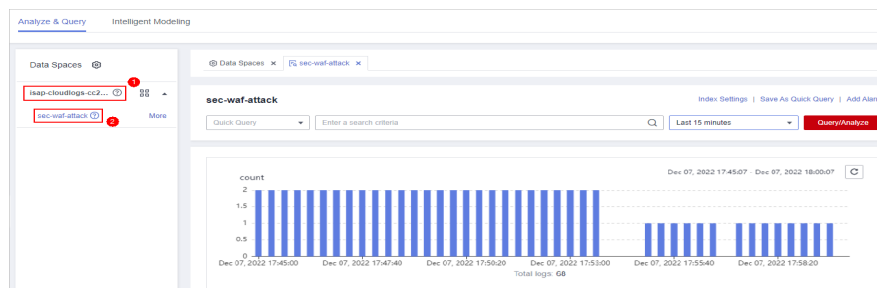 Analyze & Query Intelligent Modeling
Data Spaces
Data Spaces × sec-waf-attack ×
1
isap-cloudlogs-cc2...
sec-waf-attack
2
More
sec-waf-attack
Index Settings | Save As Quick Query | Add Alarm
Quick Query Enter a search criteria Last 15 minutes Query/Analyze
Dec 07, 2022 17:45:07 - Dec 07, 2022 18:00:07
count
2
1.5
1
0.5
0
Dec 07, 2022 17:45:00 Dec 07, 2022 17:47:40 Dec 07, 2022 17:50:20 Dec 07, 2022 17:53:00 Dec 07, 2022 17:55:40 Dec 07, 2022 17:58:20
Total logs: 68